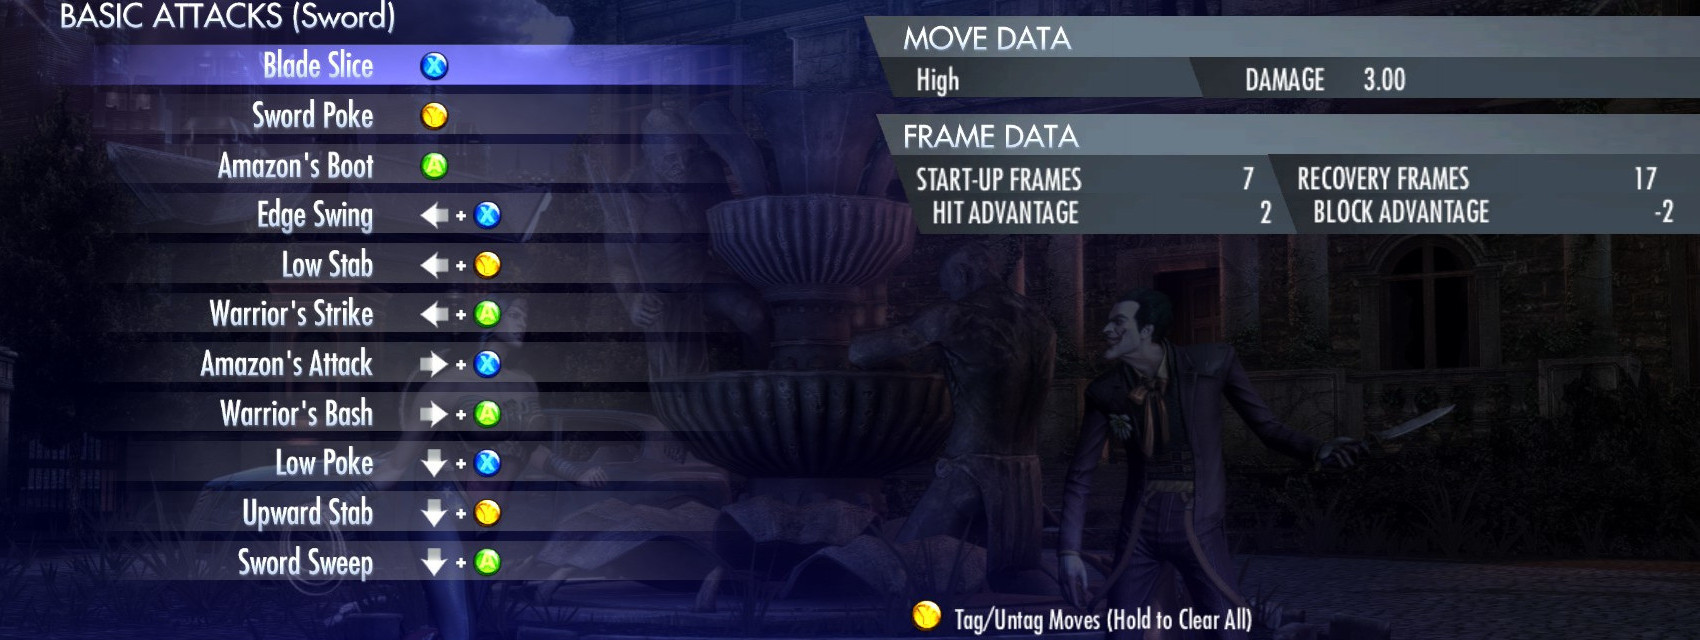 BASIC ATTACKS (Sword)
Blade Slice X
Sword Poke Y
Amazon's Boot A
Edge Swing + X
Low Stab + Y
Warrior's Strike + A
Amazon's Attack + X
Warrior's Bash + A
Low Poke + X
Upward Stab + Y
Sword Sweep + A
MOVE DATA
High DAMAGE 3.00
FRAME DATA
START-UP FRAMES 7 RECOVERY FRAMES 17
HIT ADVANTAGE 2 BLOCK ADVANTAGE -2
Y Tag/Untag Moves (Hold to Clear All)